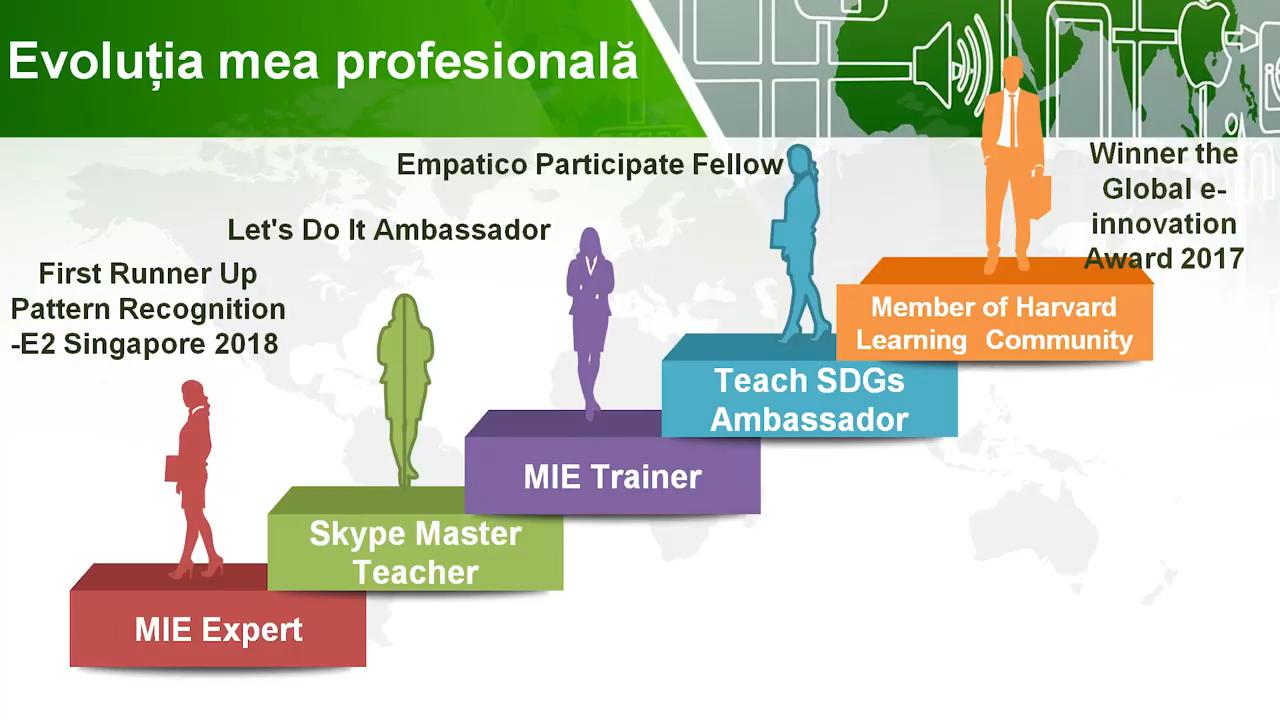 Evoluția mea profesională
Empatico Participate Fellow
Winner the
Global e-
innovation
Award 2017
Let's Do It Ambassador
First Runner Up
Pattern Recognition
-E2 Singapore 2018
Member of Harvard
Learning Community
Teach SDGs
Ambassador
MIE Trainer
Skype Master
Teacher
MIE Expert